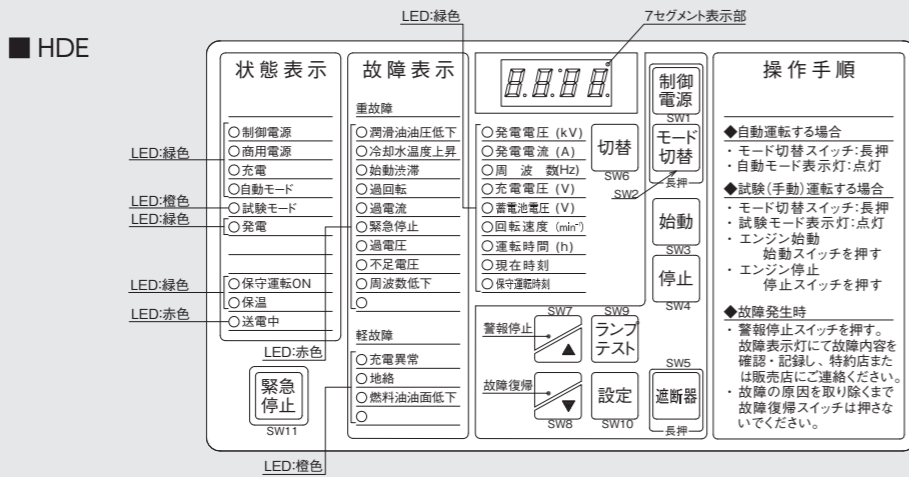 ■ HDE
LED:緑色
7セグメント表示部
状態表示
○制御電源
○商用電源
○充電
○自動モード
○試験モード
○発電
○保守運転ON
○保温
○送電中
LED:緑色
LED:橙色
LED:緑色
LED:緑色
LED:赤色
緊急
停止
SW11
LED:赤色
LED:橙色
故障表示
重故障
○潤滑油油圧低下
○冷却水温度上昇
○始動渋滞
○過回転
○過電流
○緊急停止
○過電圧
○不足電圧
○周波数低下
○
軽故障
○充電異常
○地絡
○燃料油油面低下
○
8.8:8.8.
○発電電圧 (kV)
○発電電流 (A)
○周 波 数(Hz)
○充電電圧 (V)
○蓄電池電圧 (V)
○回転速度 (min⁻¹)
○運転時間 (h)
○現在時刻
○保守運転時刻
切替
SW6
制御
電源
SW1
モード
切替
長押
SW2
始動
SW3
停止
SW4
SW7
警報停止
▲
SW9
ランプ
テスト
故障復帰
▼
SW8
設定
SW10
SW5
遮断器
長押
操作手順
◆自動運転する場合
・モード切替スイッチ:長押
・自動モード表示灯:点灯
◆試験(手動)運転する場合
・モード切替スイッチ:長押
・試験モード表示灯:点灯
・エンジン始動
始動スイッチを押す
・エンジン停止
停止スイッチを押す
◆故障発生時
・警報停止スイッチを押す。
故障表示灯にて故障内容を
確認・記録し、特約店また
は販売店にご連絡ください。
・故障の原因を取り除くまで
故障復帰スイッチは押さな
いでください。